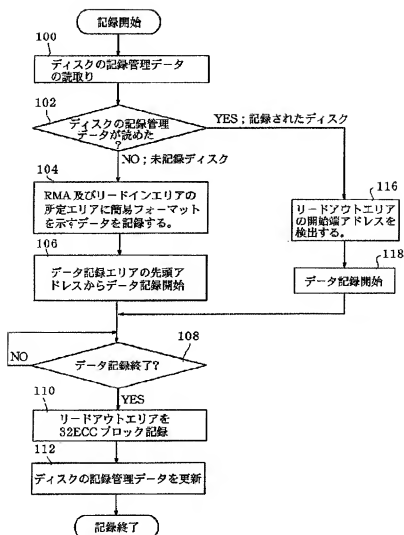 記録開始
100
ディスクの記録管理データ
の読取り
102
ディスクの記録管理
データが読めた
?
YES;記録されたディスク
NO;未記録ディスク
104
RMA及びリードインエリアの
所定エリアに簡易フォーマット
を示すデータを記録する。
116
リードアウトエリア
の開始端アドレスを
検出する。
106
データ記録エリアの先頭ア
ドレスからデータ記録開始
118
データ記録開始
108
NO
データ記録終了?
YES
110
リードアウトエリアを
32ECCブロック記録
112
ディスクの記録管理データを更新
記録終了